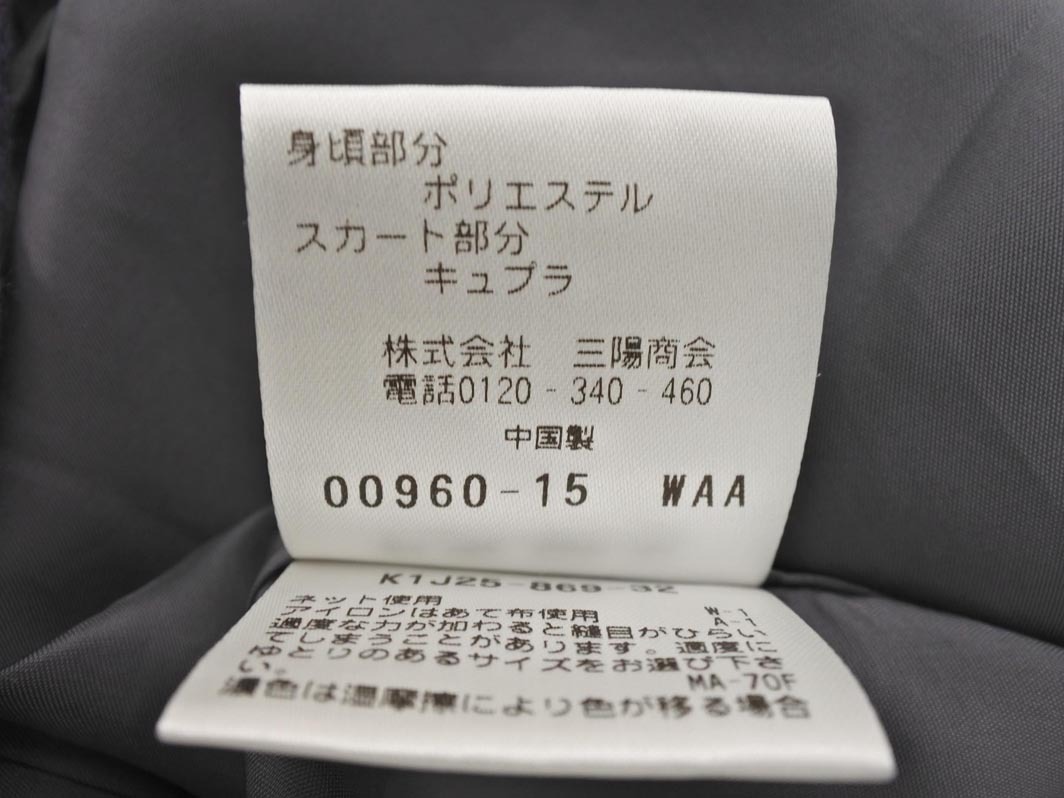 身頃部分
ポリエステル
スカート部分
キュプラ
株式会社 三陽商会
電話0120-340-460
中国製
00960-15 WAA
K1J25-869-32
ネット使用 W-1
アイロンはあて布使用 A-1
過度な力が加わると縫目がひらい
てしまうことがあります。適度に
ゆとりのあるサイズをお選び下さ
い。
MA-70F
濃色は湿摩擦により色が移る場合